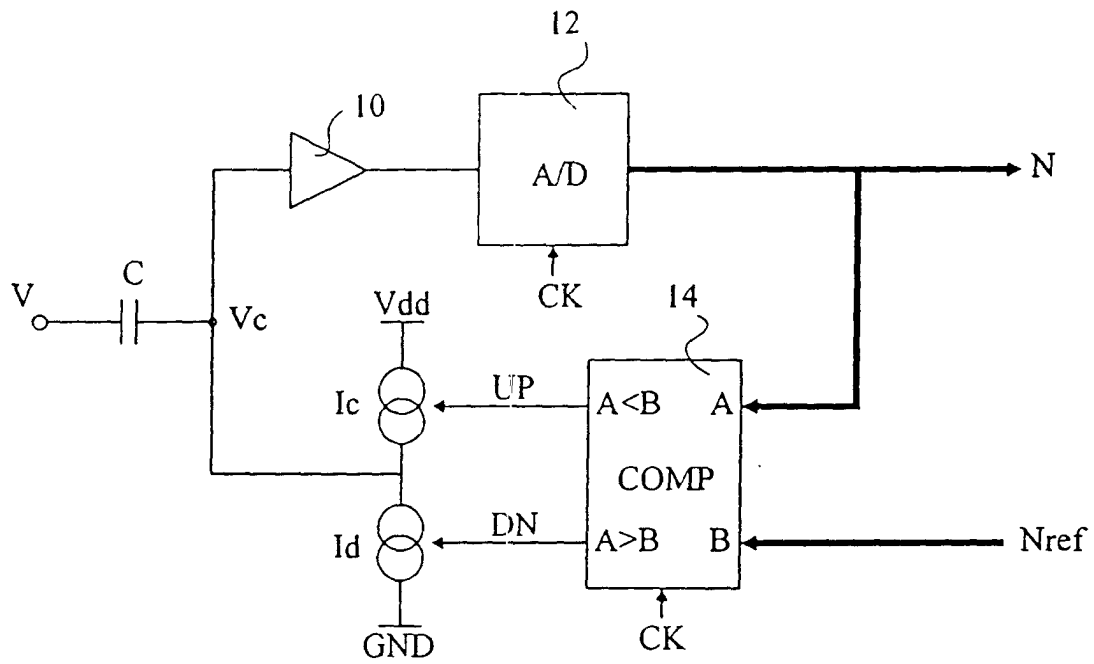 12
10
A/D
N
C
V
Vc
CK
Vdd
14
Ic
UP
A<B A
COMP
Id
DN
A>B B
Nref
GND
CK